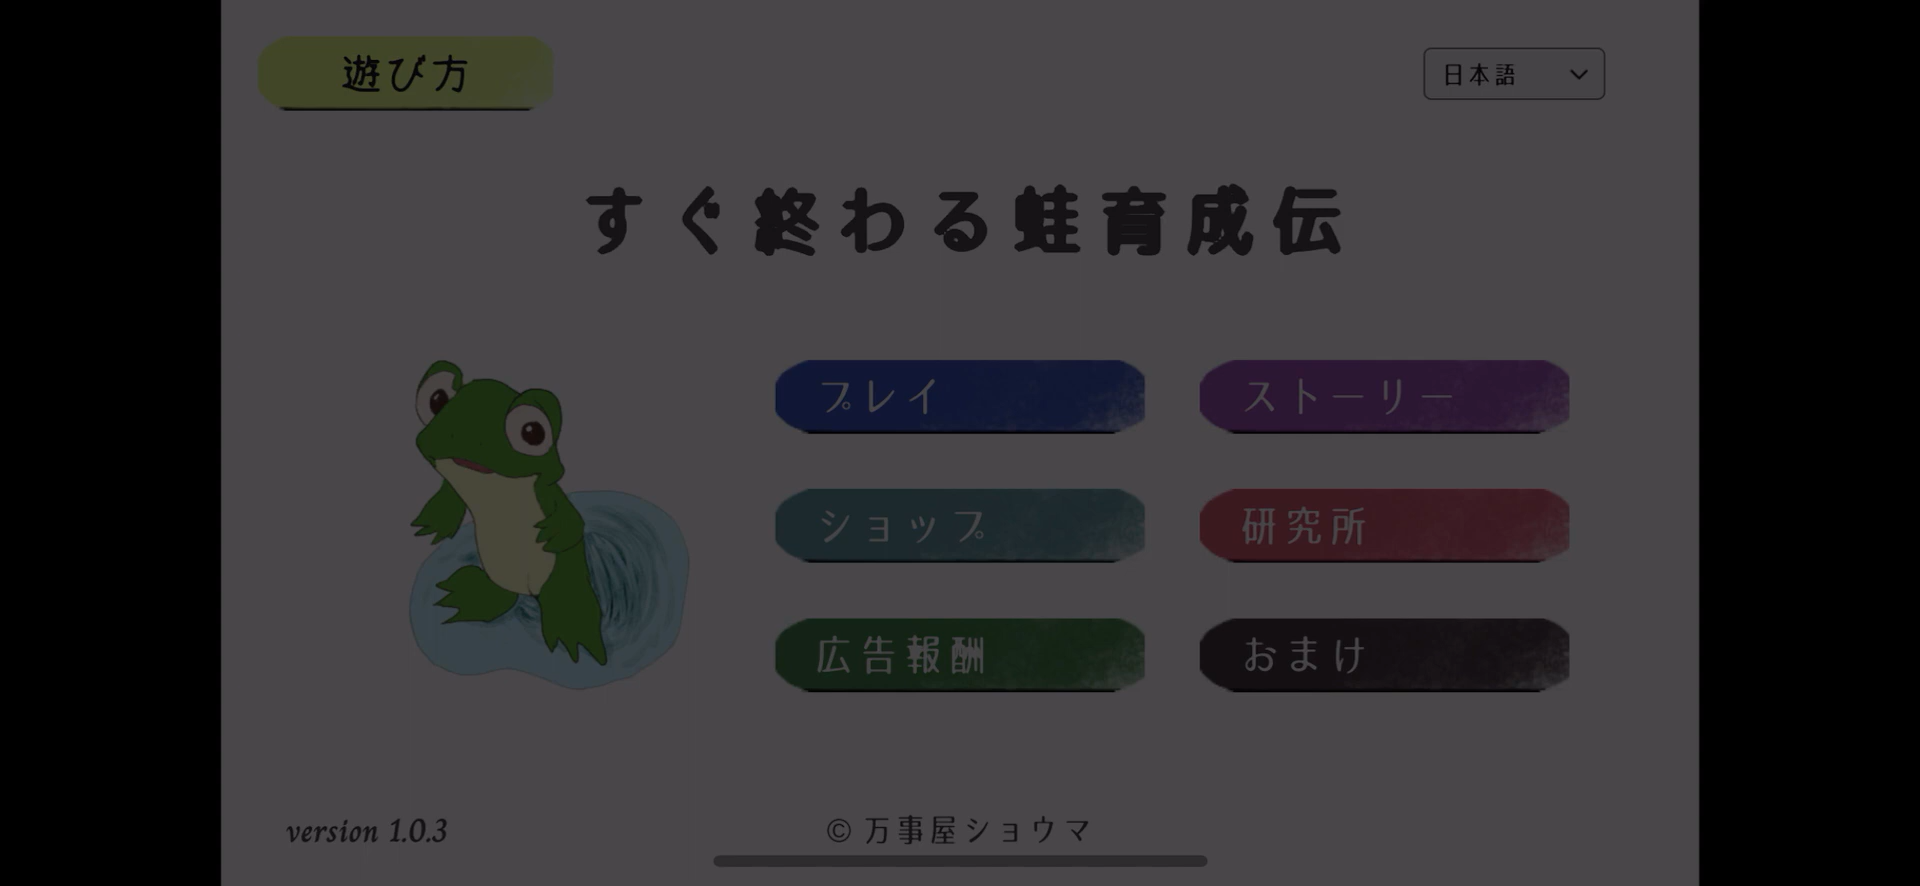 遊び方
日本語
すぐ終わる蛙育成伝
プレイ
ストーリー
ショップ
研究所
広告報酬
おまけ
version 1.0.3
© 万事屋ショウマ